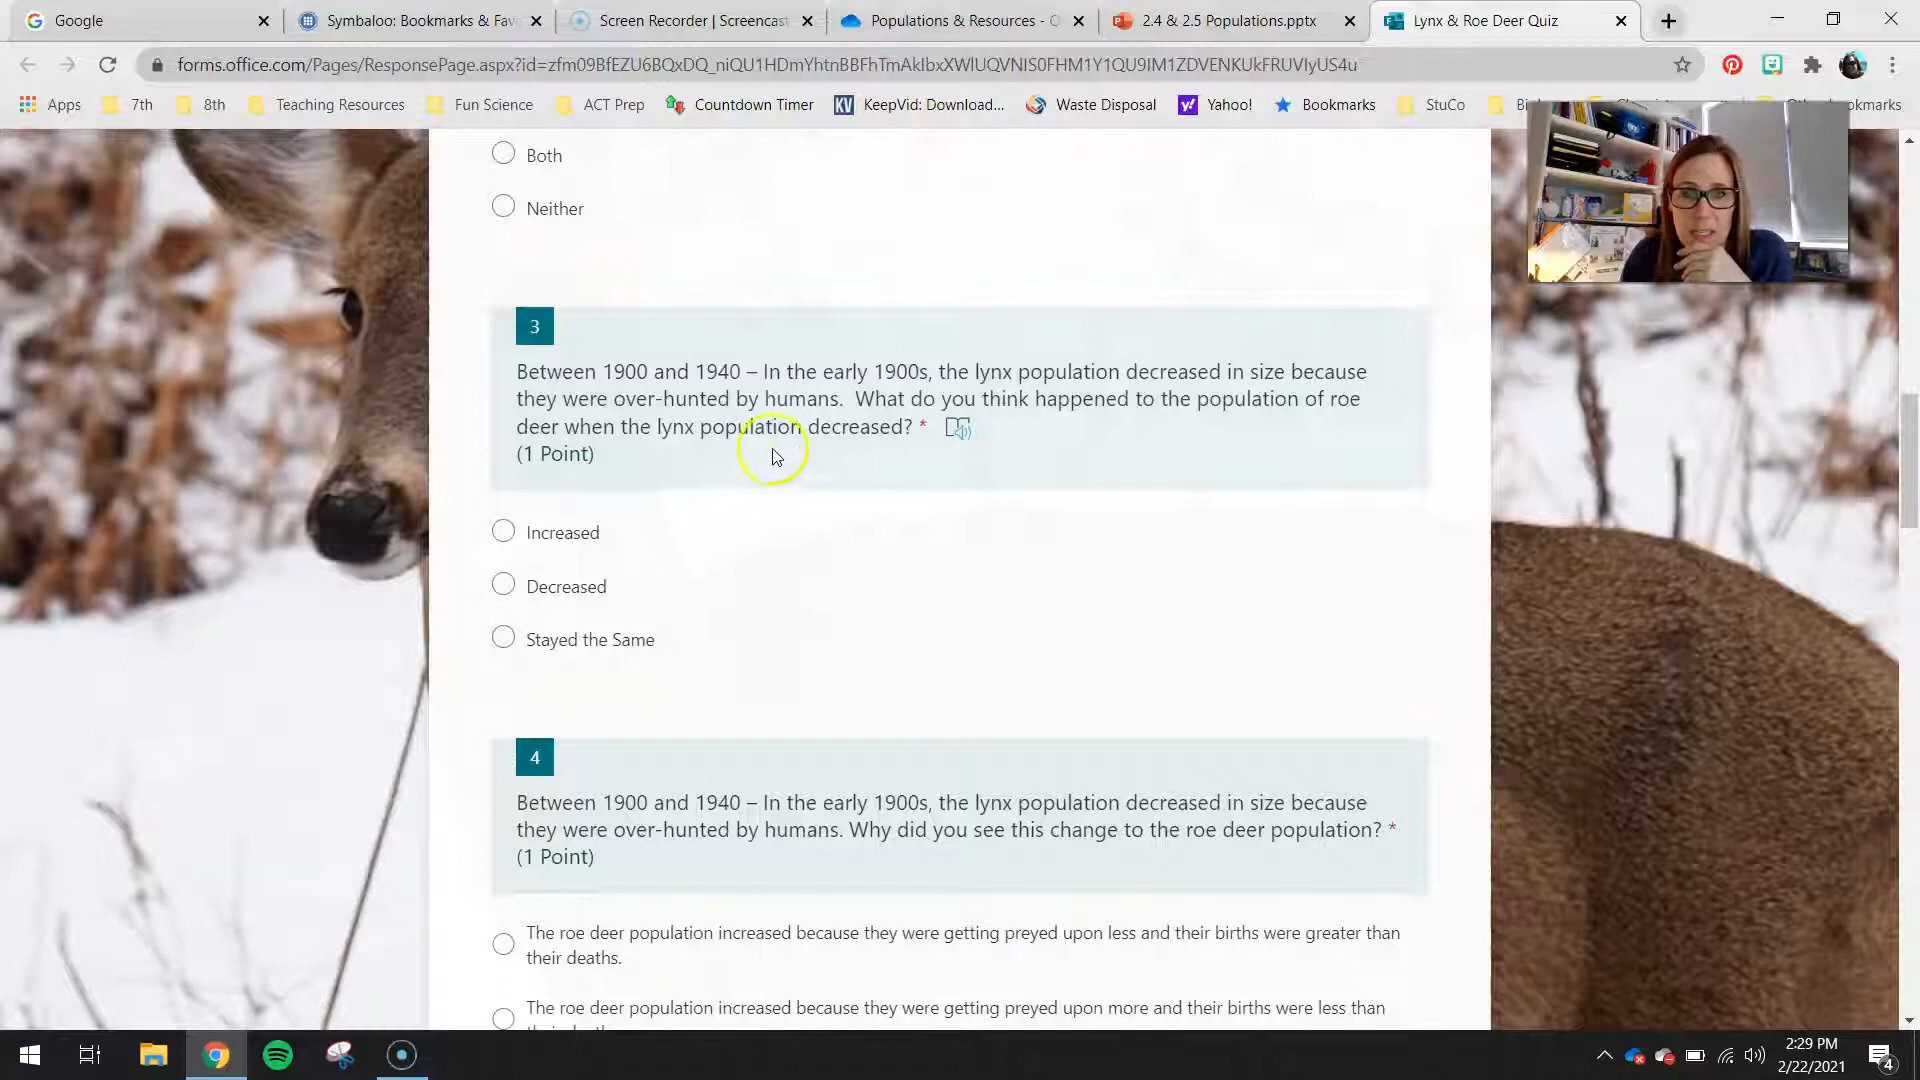 Google
Symbaloo: Bookmarks & Fav
Screen Recorder | Screencast
Populations & Resources - O
2.4 & 2.5 Populations.pptx
Lynx & Roe Deer Quiz
Apps
7th
8th
Teaching Resources
Fun Science
ACT Prep
Countdown Timer
KeepVid: Download...
Waste Disposal
Yahoo!
Bookmarks
StuCo
Both
Neither
3
Between 1900 and 1940 – In the early 1900s, the lynx population decreased in size because
they were over-hunted by humans.  What do you think happened to the population of roe
deer when the lynx population decreased? *
(1 Point)
Increased
Decreased
Stayed the Same
4
Between 1900 and 1940 – In the early 1900s, the lynx population decreased in size because
they were over-hunted by humans. Why did you see this change to the roe deer population? *
(1 Point)
The roe deer population increased because they were getting preyed upon less and their births were greater than
their deaths.
The roe deer population increased because they were getting preyed upon more and their births were less than
2:29 PM
2/22/2021
4